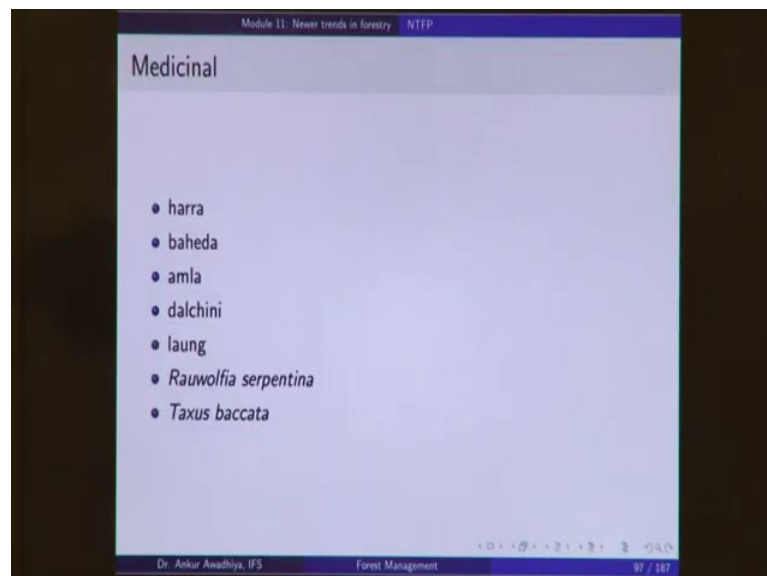 Module 11: Newer trends in forestry NTFP
Medicinal
harra
baheda
amla
dalchini
laung
Rauwolfia serpentina
Taxus baccata
Dr. Ankur Awadhiya, IFS Forest Management 97 / 187